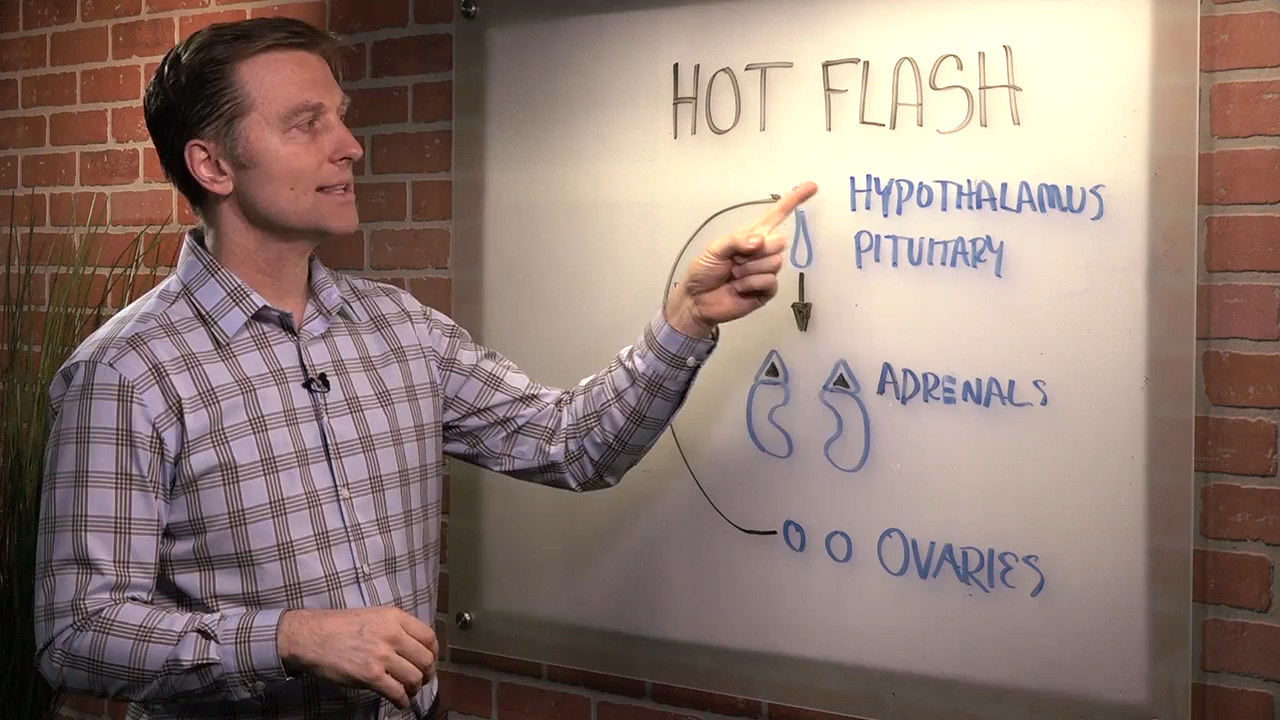 HOT FLASH
HYPOTHALAMUS
PITUITARY
ADRENALS
OVARIES